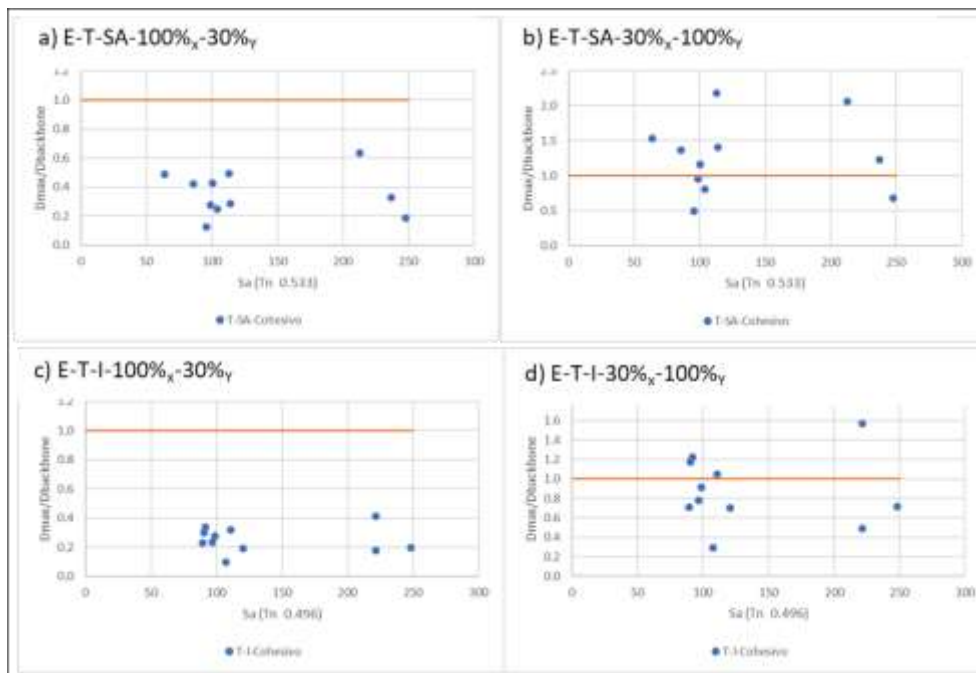 a) E-T-SA-100%x-30%Y
1.2
1.0
0.8
0.6
0.4
0.2
0.0
Dmax/Dbackbone
0 50 100 150 200 250 300
Sa (Tn 0.533)
T-SA-Cohesivo
b) E-T-SA-30%x-100%Y
2.5
2.0
1.5
1.0
0.5
0.0
Dmax/Dbackbone
0 50 100 150 200 250 300
Sa (Tn 0.533)
T-SA-Cohesivo
c) E-T-I-100%x-30%Y
1.2
1.0
0.8
0.6
0.4
0.2
0.0
Dmax/Dbackbone
0 50 100 150 200 250 300
Sa (Tn 0.496)
T-I-Cohesivo
d) E-T-I-30%x-100%Y
1.6
1.4
1.2
1.0
0.8
0.6
0.4
0.2
0.0
Dmax/Dbackbone
0 50 100 150 200 250 300
Sa (Tn 0.496)
T-I-Cohesivo